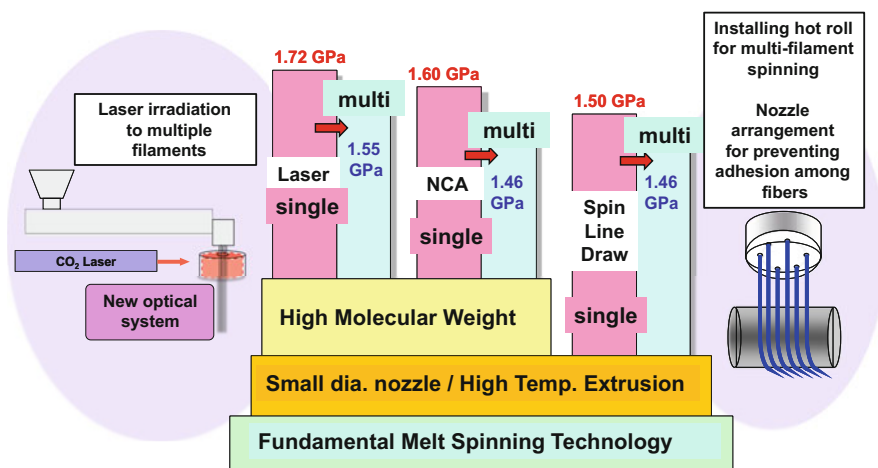 Laser irradiation
to multiple
filaments
CO2 Laser
New optical
system
1.72 GPa
multi
1.55
GPa
Laser
single
1.60 GPa
multi
1.46
GPa
NCA
single
1.50 GPa
multi
1.46
GPa
Spin
Line
Draw
single
High Molecular Weight
Small dia. nozzle / High Temp. Extrusion
Fundamental Melt Spinning Technology
Installing hot roll
for multi-filament
spinning
Nozzle
arrangement
for preventing
adhesion among
fibers